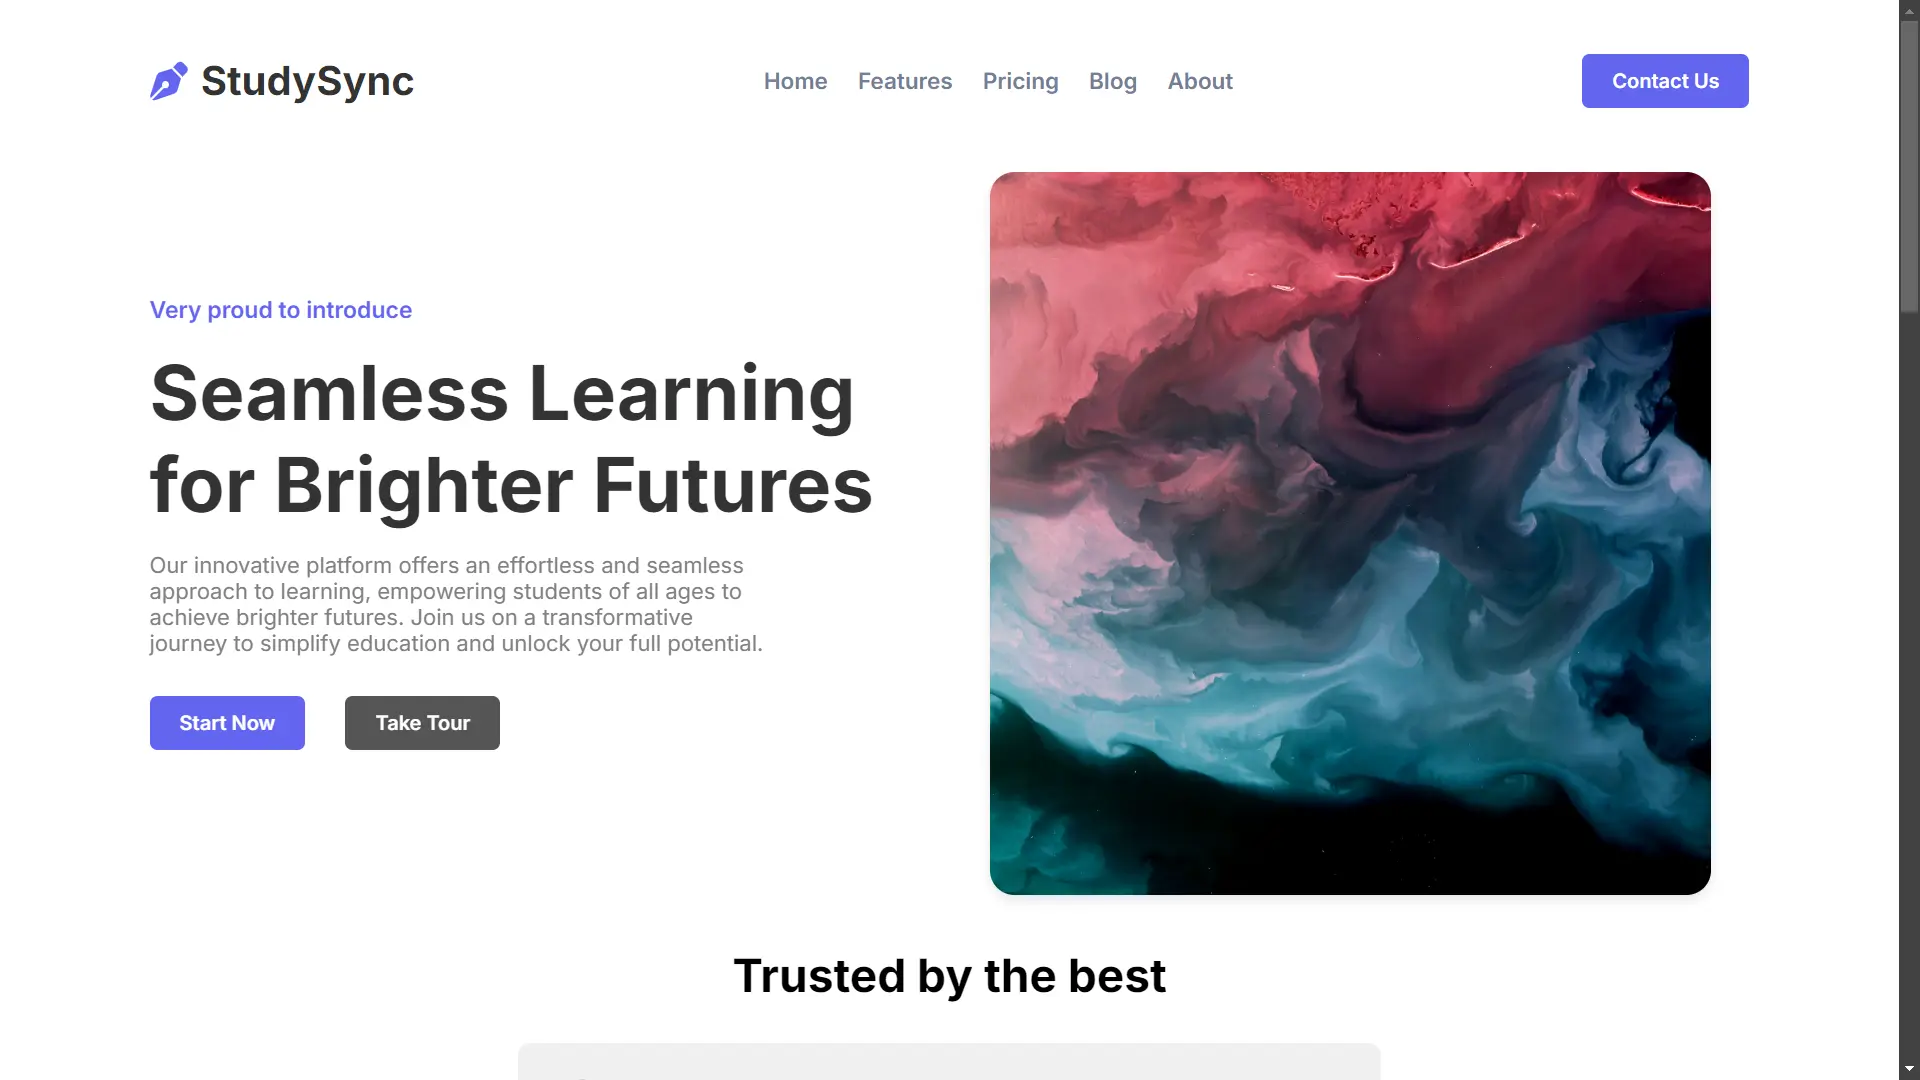 StudySync
Home Features Pricing Blog About
Contact Us
Very proud to introduce
Seamless Learning
for Brighter Futures
Our innovative platform offers an effortless and seamless
approach to learning, empowering students of all ages to
achieve brighter futures. Join us on a transformative
journey to simplify education and unlock your full potential.
Start Now
Take Tour
Trusted by the best